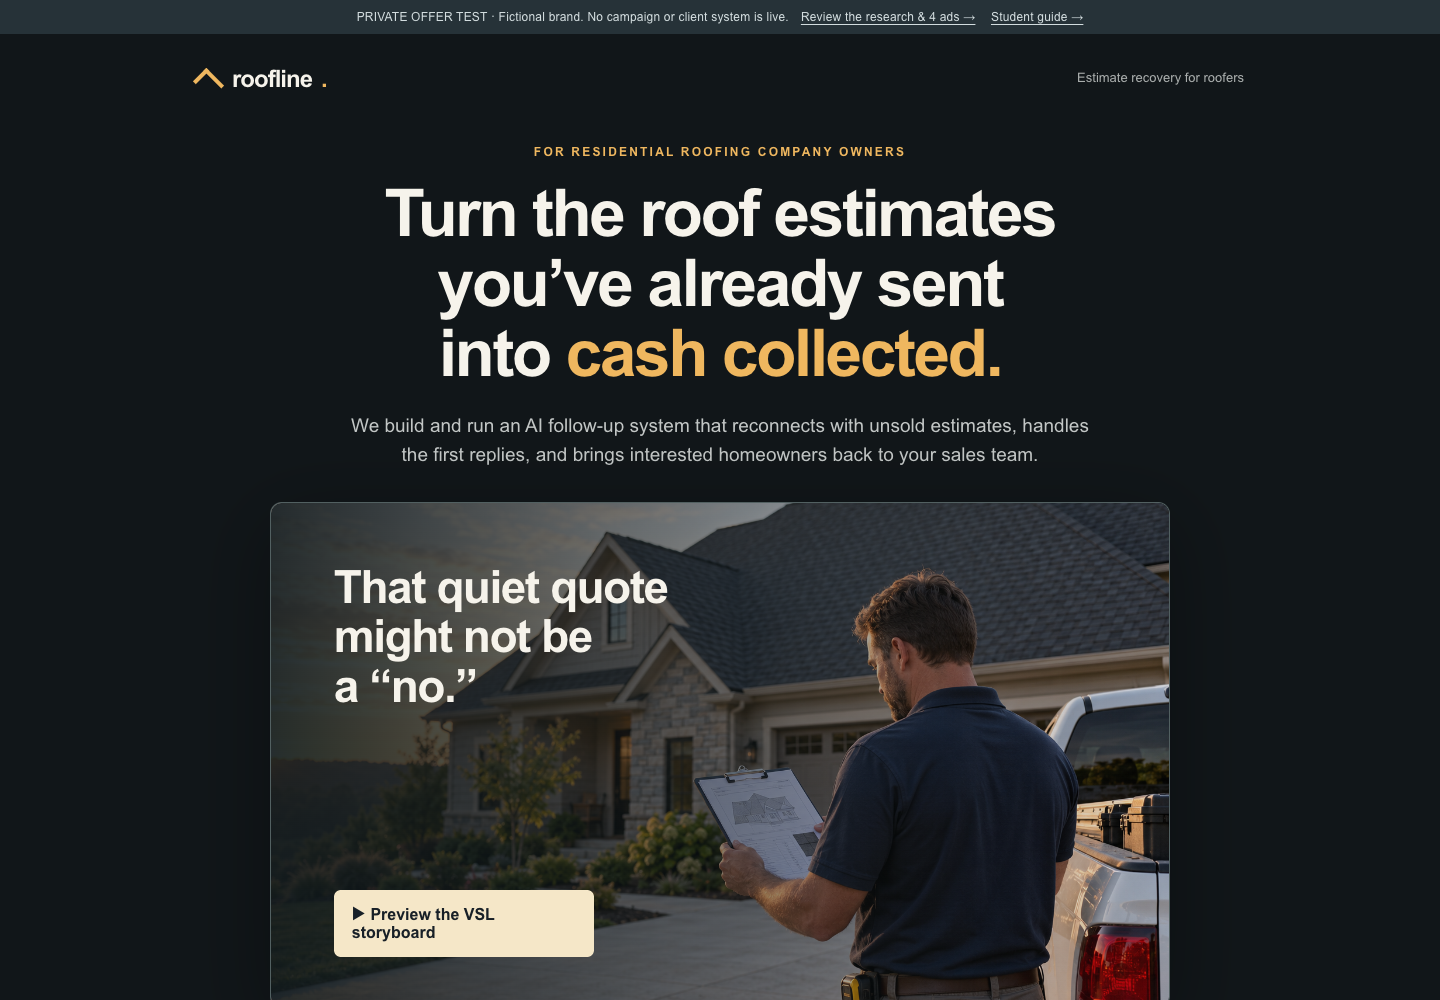 PRIVATE OFFER TEST · Fictional brand. No campaign or client system is live. Review the research & 4 ads → Student guide →
roofline .
Estimate recovery for roofers
FOR RESIDENTIAL ROOFING COMPANY OWNERS
Turn the roof estimates
you’ve already sent
into cash collected.
We build and run an AI follow-up system that reconnects with unsold estimates, handles
the first replies, and brings interested homeowners back to your sales team.
That quiet quote
might not be
a “no.”
▶ Preview the VSL
storyboard